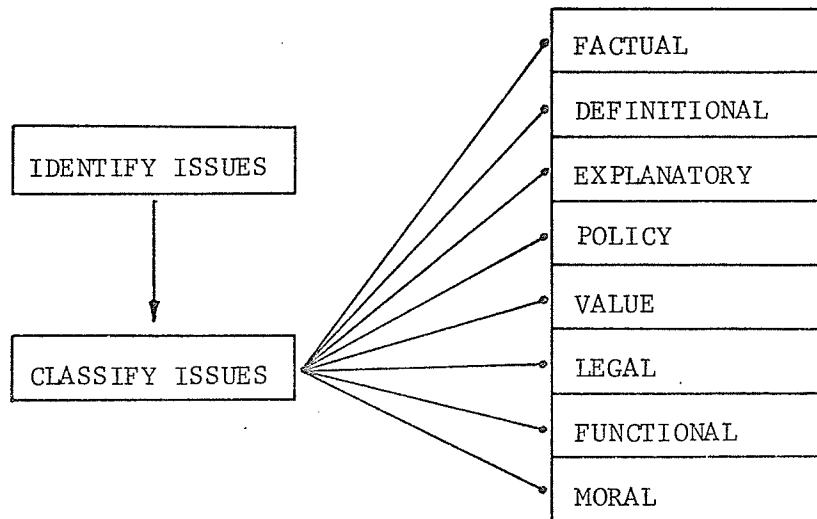 IDENTIFY ISSUES
CLASSIFY ISSUES
FACTUAL
DEFINITIONAL
EXPLANATORY
POLICY
VALUE
LEGAL
FUNCTIONAL
MORAL